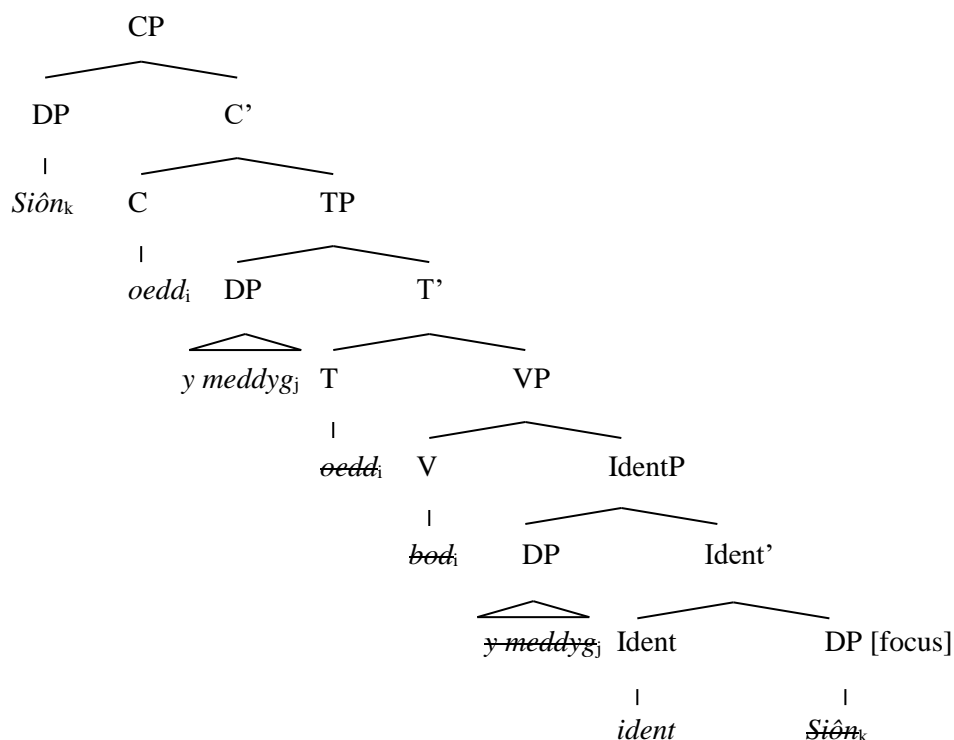 CP
DP C’
Siônₖ C TP
oeddᵢ DP T’
y meddygⱼ T VP
oeddᵢ V IdentP
bodᵢ DP Ident’
y meddygⱼ Ident DP [focus]
ident Siônₖ